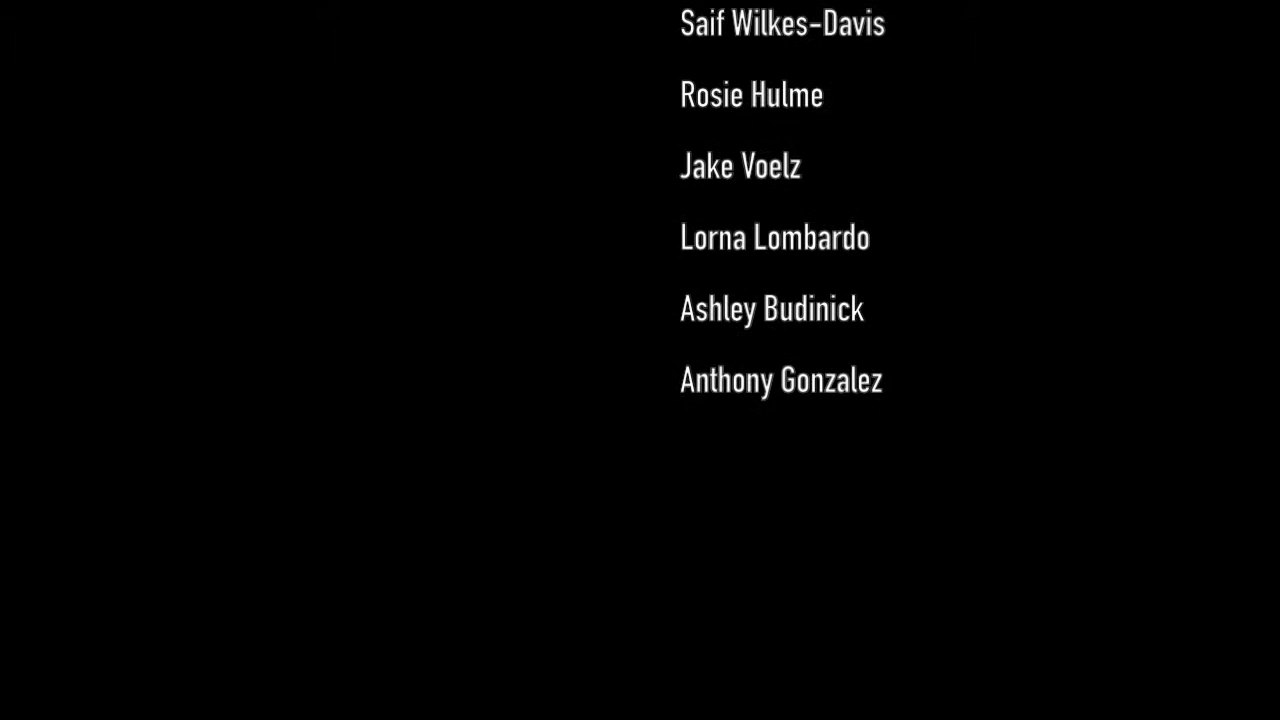 Saif Wilkes-Davis
Rosie Hulme
Jake Voelz
Lorna Lombardo
Ashley Budinick
Anthony Gonzalez